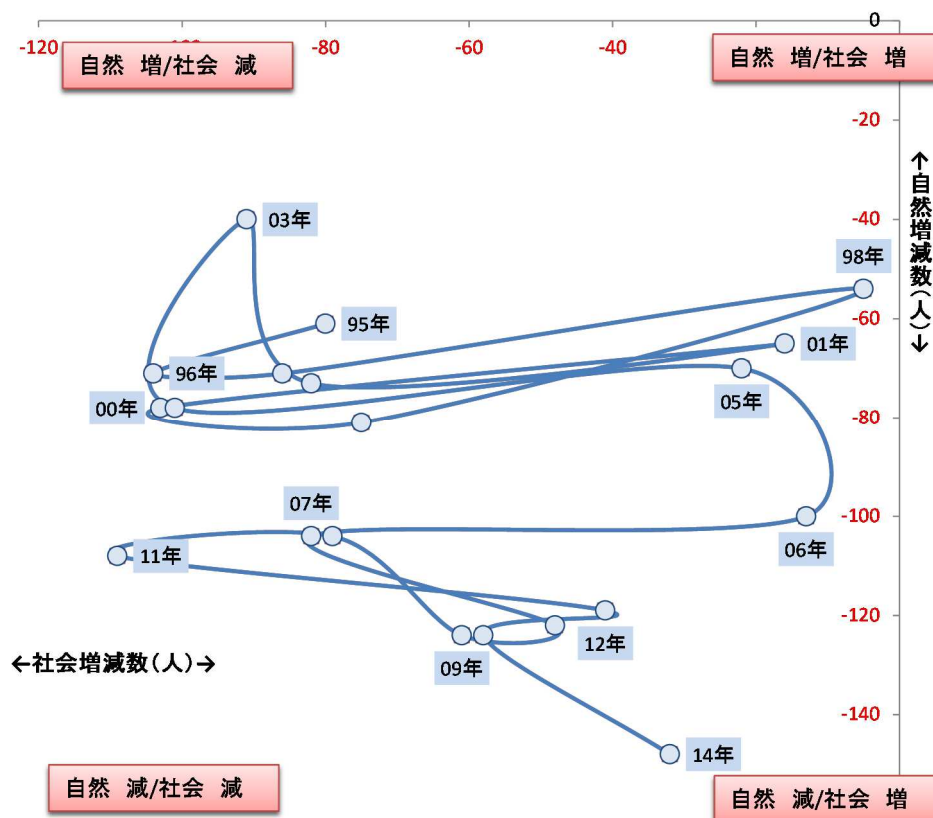 0
-120
-80
-60
-40
自然 増/社会 減
自然 増/社会 増
-20
-40
-60
-80
-100
-120
-140
↑自然増減数(人)↓
03年
98年
95年
01年
96年
05年
00年
07年
06年
11年
12年
09年
←社会増減数(人)→
14年
自然 減/社会 減
自然 減/社会 増